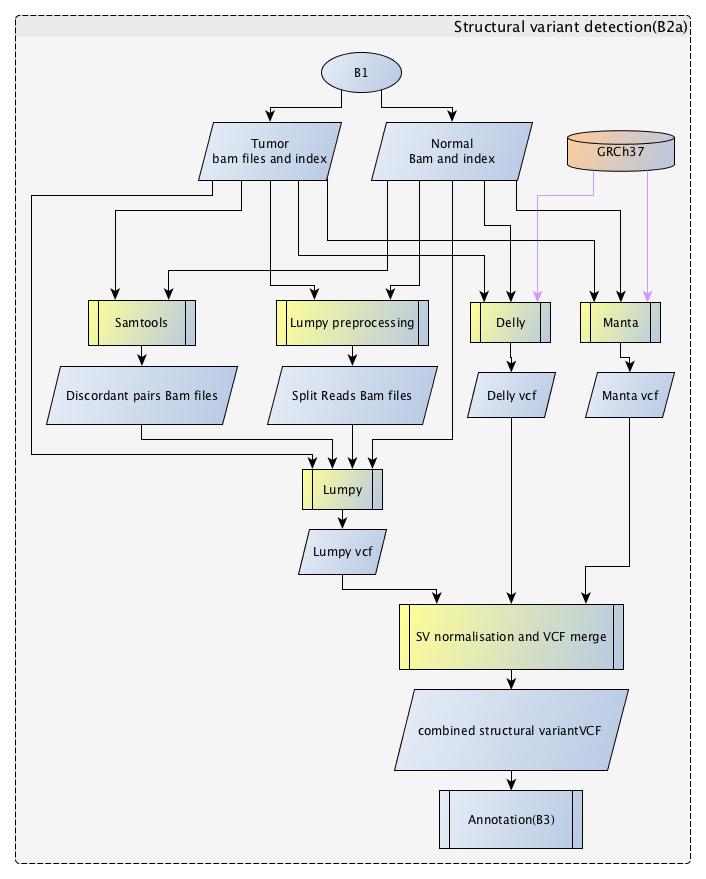 Structural variant detection(B2a)
B1
Tumor
bam files and index
Normal
Bam and index
GRCh37
Samtools
Lumpy preprocessing
Delly
Manta
Discordant pairs Bam files
Split Reads Bam files
Delly vcf
Manta vcf
Lumpy
Lumpy vcf
SV normalisation and VCF merge
combined structural variantVCF
Annotation(B3)